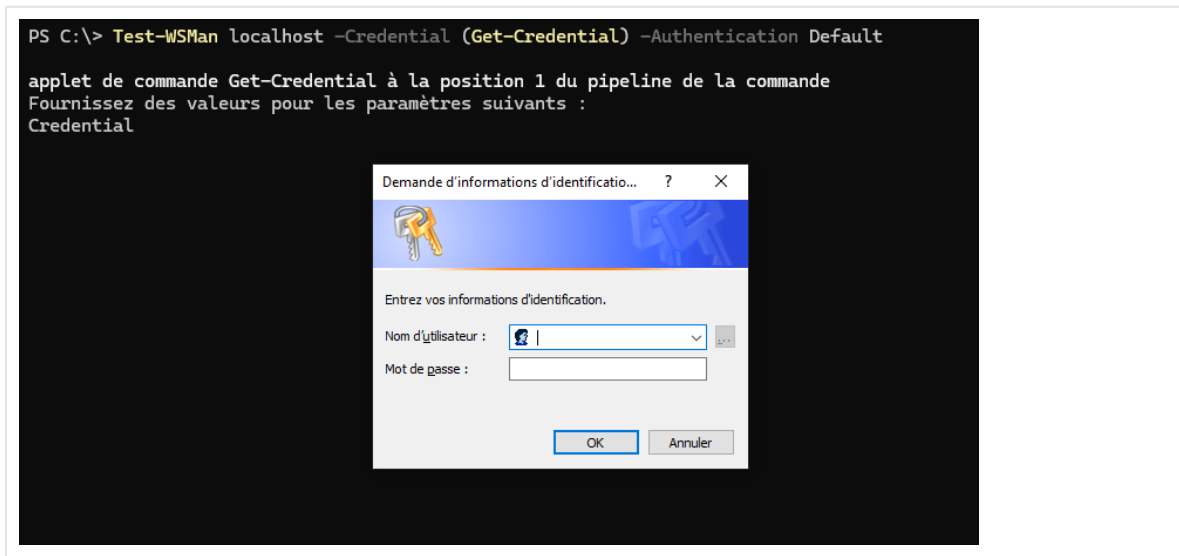 PS C:\> Test-WSMan localhost -Credential (Get-Credential) -Authentication Default
applet de commande Get-Credential à la position 1 du pipeline de la commande
Fournissez des valeurs pour les paramètres suivants :
Credential
Demande d'informations d'identificatio... ? X
Entrez vos informations d'identification.
Nom d'utilisateur :
...
Mot de passe :
OK Annuler